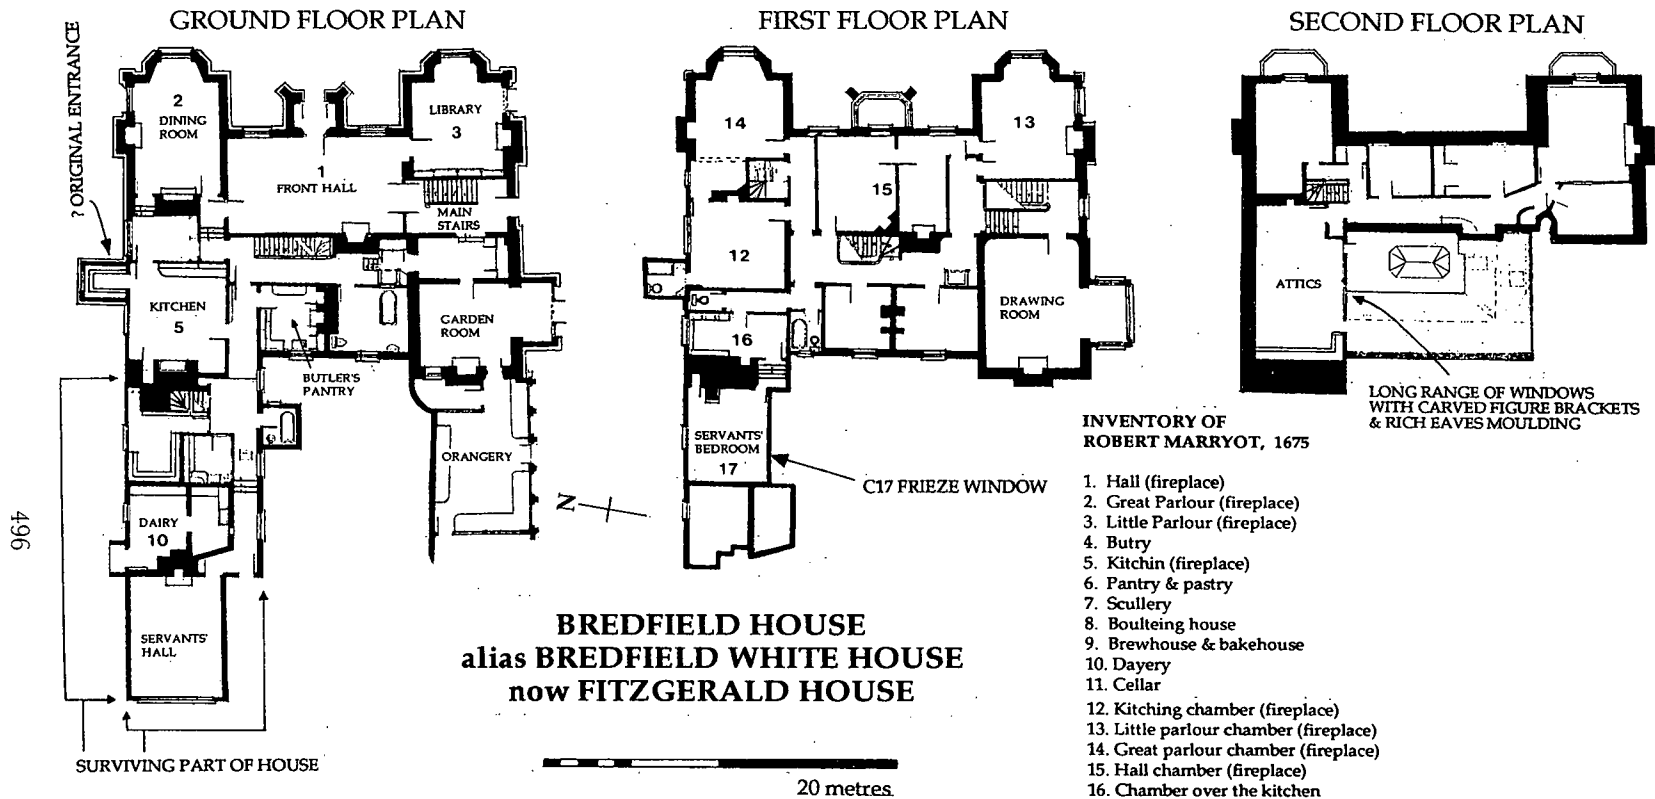 GROUND FLOOR PLAN
? ORIGINAL ENTRANCE
2
DINING
ROOM
LIBRARY
3
1
FRONT HALL
MAIN
STAIRS
KITCHEN
5
GARDEN
ROOM
BUTLER'S
PANTRY
ORANGERY
DAIRY
10
SERVANTS'
HALL
SURVIVING PART OF HOUSE
496
FIRST FLOOR PLAN
14
13
15
12
DRAWING
ROOM
16
SERVANTS'
BEDROOM
17
C17 FRIEZE WINDOW
N
SECOND FLOOR PLAN
ATTICS
LONG RANGE OF WINDOWS
WITH CARVED FIGURE BRACKETS
& RICH EAVES MOULDING
BREDFIELD HOUSE
alias BREDFIELD WHITE HOUSE
now FITZGERALD HOUSE
20 metres
INVENTORY OF
ROBERT MARRYOT, 1675
1. Hall (fireplace)
2. Great Parlour (fireplace)
3. Little Parlour (fireplace)
4. Butry
5. Kitchin (fireplace)
6. Pantry & pastry
7. Scullery
8. Boulteing house
9. Brewhouse & bakehouse
10. Dayery
11. Cellar
12. Kitching chamber (fireplace)
13. Little parlour chamber (fireplace)
14. Great parlour chamber (fireplace)
15. Hall chamber (fireplace)
16. Chamber over the kitchen